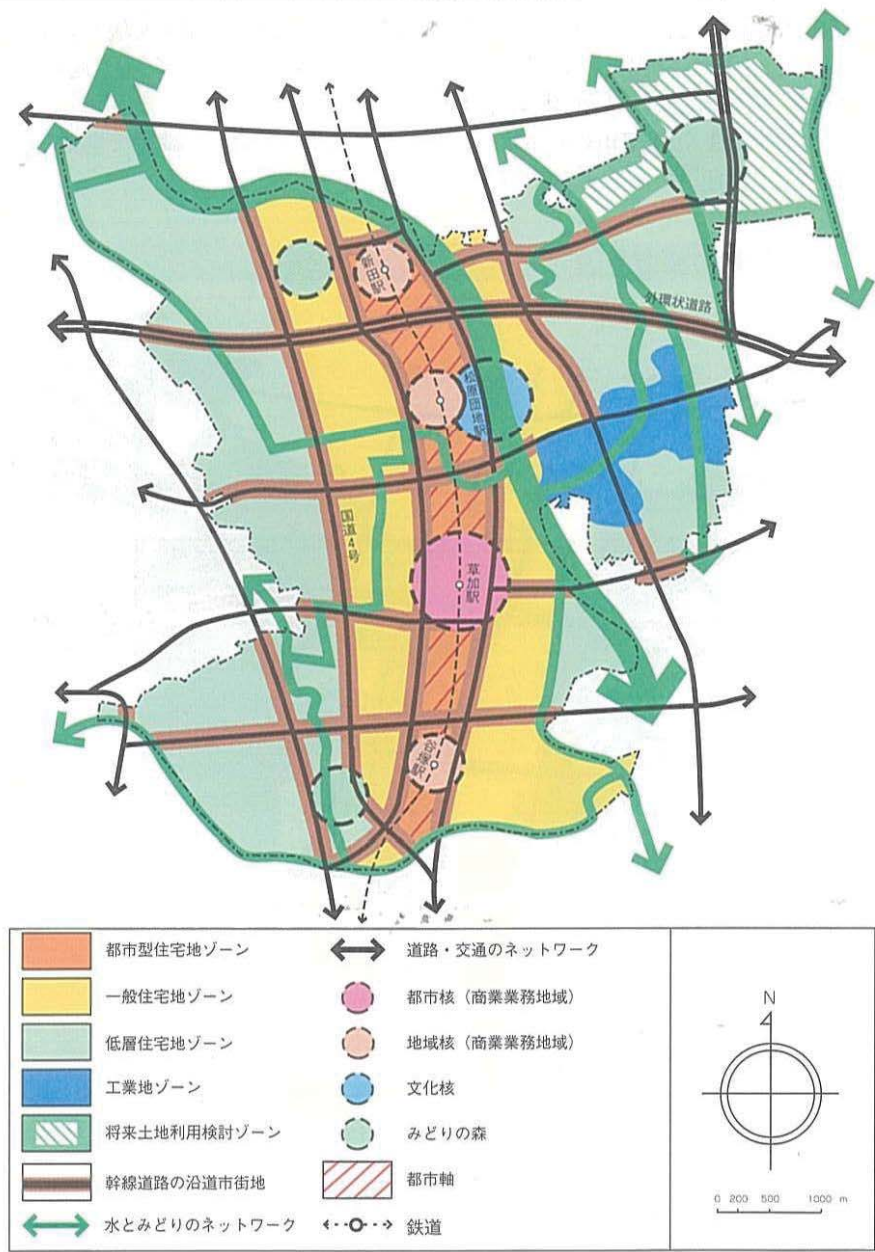 新田駅
外環状道路
松原団地駅
国道4号
草加駅
谷塚駅
都市型住宅地ゾーン
一般住宅地ゾーン
低層住宅地ゾーン
工業地ゾーン
将来土地利用検討ゾーン
幹線道路の沿道市街地
水とみどりのネットワーク
道路・交通のネットワーク
都市核（商業業務地域）
地域核（商業業務地域）
文化核
みどりの森
都市軸
鉄道
N
0 200 500 1000 m